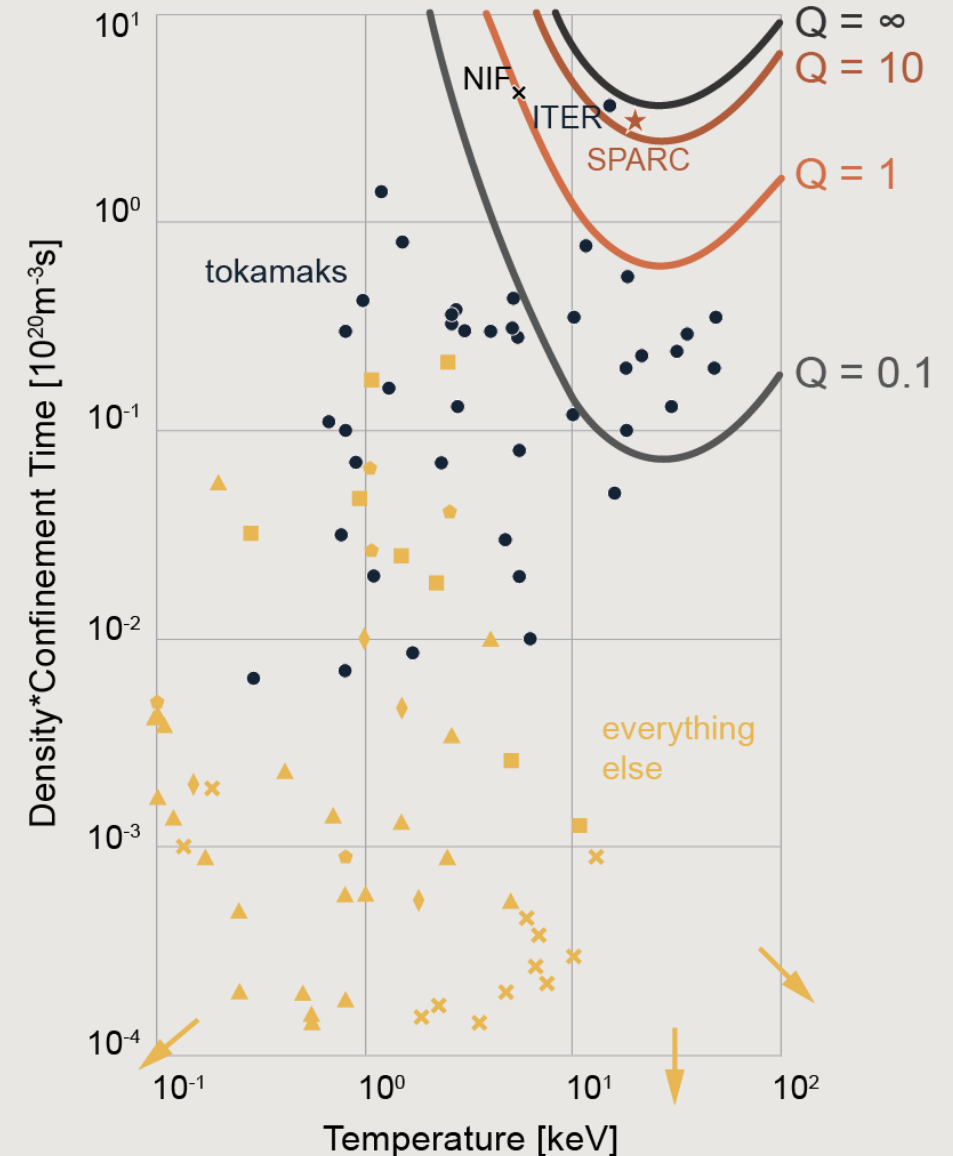 10¹
Q = ∞
Q = 10
NIF
ITER
SPARC
Q = 1
10⁰
tokamaks
Q = 0.1
10⁻¹
10⁻²
everything
else
10⁻³
10⁻⁴
Density*Confinement Time [10²⁰m⁻³s]
10⁻¹ 10⁰ 10¹ 10²
Temperature [keV]